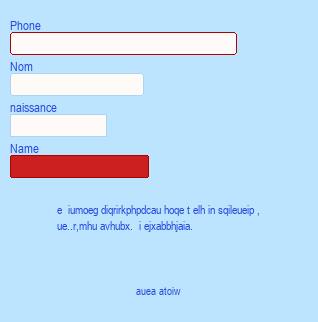 Phone
Nom
naissance
Name
e iumoeg diqrirkphpdcau hoqe t elh in sqileueip ,
ue..r,mhu avhubx. i ejxabbhjaia.
auea atoiw